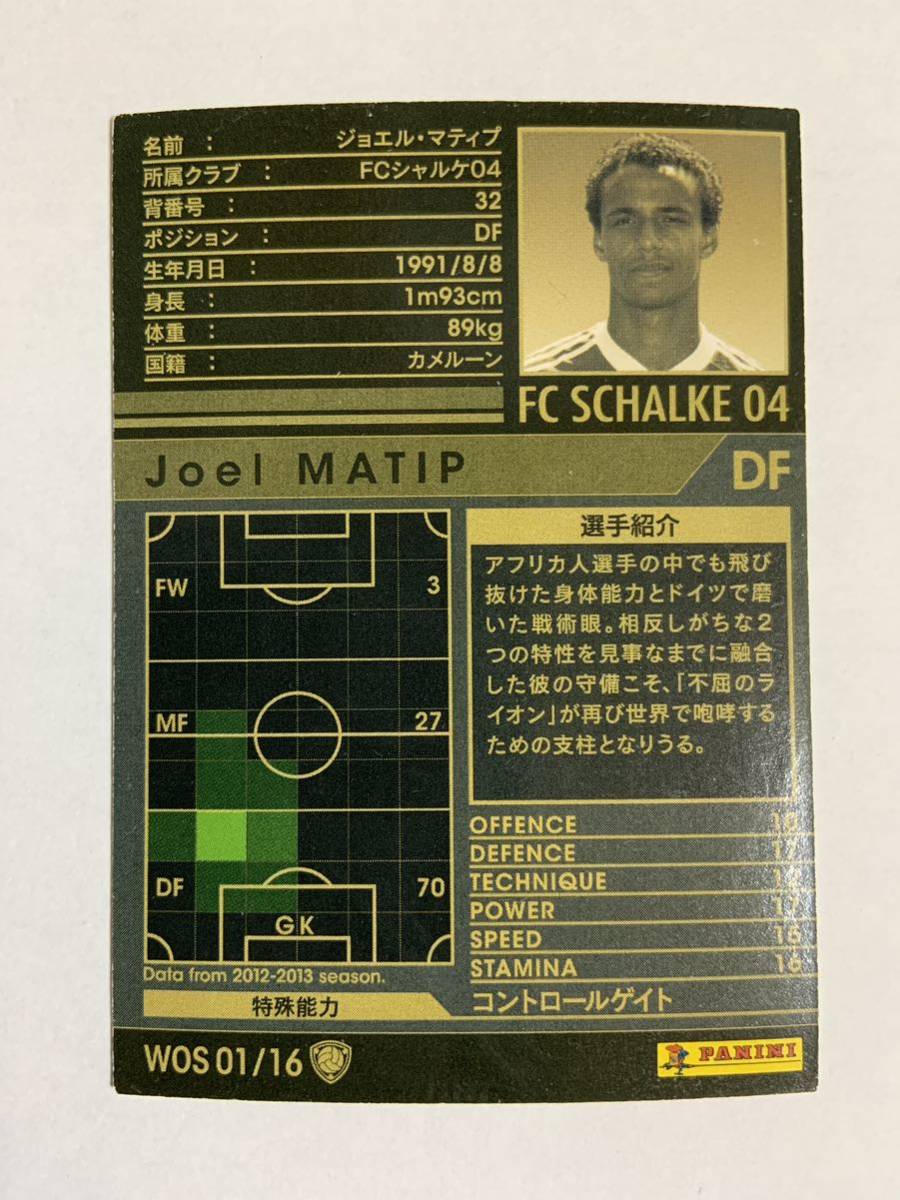 名前 : ジョエル・マティプ
所属クラブ : FCシャルケ04
背番号 : 32
ポジション : DF
生年月日 : 1991/8/8
身長 : 1m93cm
体重 : 89kg
国籍 : カメルーン
FC SCHALKE 04
Joel MATIP DF
FW 3
MF 27
DF 70
GK
Data from 2012-2013 season.
選手紹介
アフリカ人選手の中でも飛び
抜けた身体能力とドイツで磨
いた戦術眼。相反しがちな2
つの特性を見事なまでに融合
した彼の守備こそ、「不屈のラ
イオン」が再び世界で咆哮する
ための支柱となりうる。
OFFENCE
DEFENCE 17
TECHNIQUE
POWER 17
SPEED 15
STAMINA 16
特殊能力 コントロールゲイト
WOS 01/16
PANINI